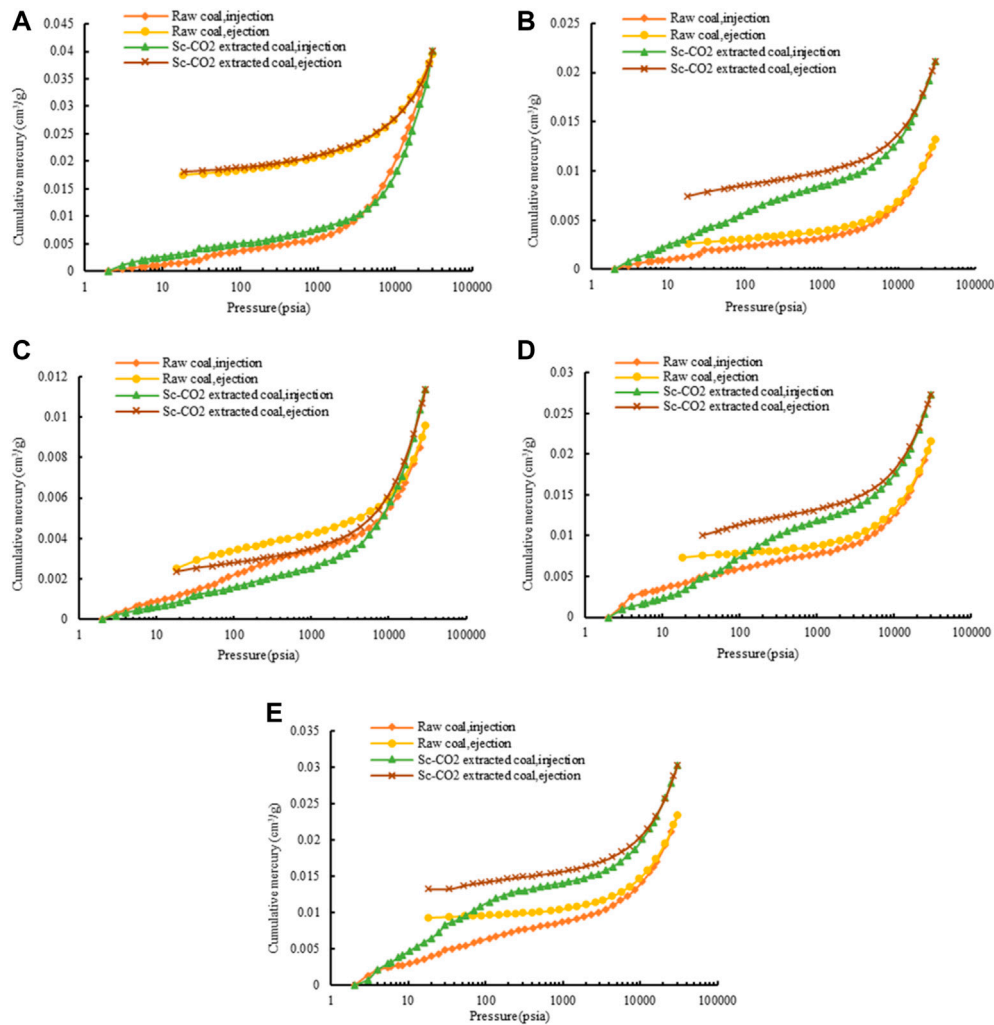 A
Raw coal,injection
Raw coal,ejection
Sc-CO2 extracted coal,injection
Sc-CO2 extracted coal,ejection
Cumulative mercury (cm³/g)
0.045
0.04
0.035
0.03
0.025
0.02
0.015
0.01
0.005
0
1 10 100 1000 10000 100000
Pressure(psia)
B
Raw coal,injection
Raw coal,ejection
Sc-CO2 extracted coal,injection
Sc-CO2 extracted coal,ejection
Cumulative mercury (cm³/g)
0.025
0.02
0.015
0.01
0.005
0
1 10 100 1000 10000 100000
Pressure(psia)
C
Raw coal,injection
Raw coal,ejection
Sc-CO2 extracted coal,injection
Sc-CO2 extracted coal,ejection
Cumulative mercury (cm³/g)
0.012
0.01
0.008
0.006
0.004
0.002
0
1 10 100 1000 10000 100000
Pressure(psia)
D
Raw coal,injection
Raw coal,ejection
Sc-CO2 extracted coal,injection
Sc-CO2 extracted coal,ejection
Cumulative mercury (cm³/g)
0.03
0.025
0.02
0.015
0.01
0.005
0
1 10 100 1000 10000 100000
Pressure(psia)
E
Raw coal,injection
Raw coal,ejection
Sc-CO2 extracted coal,injection
Sc-CO2 extracted coal,ejection
Cumulative mercury (cm³/g)
0.035
0.03
0.025
0.02
0.015
0.01
0.005
0
1 10 100 1000 10000 100000
Pressure(psia)